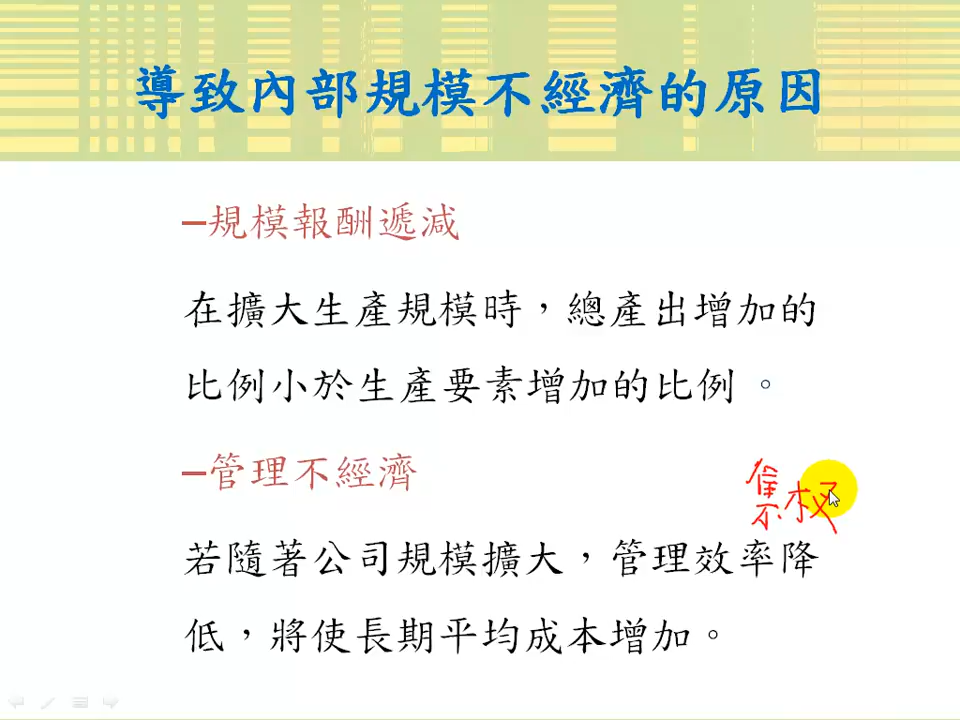 導致內部規模不經濟的原因
–規模報酬遞減
在擴大生產規模時，總產出增加的
比例小於生產要素增加的比例。
–管理不經濟
集权
若隨著公司規模擴大，管理效率降
低，將使長期平均成本增加。